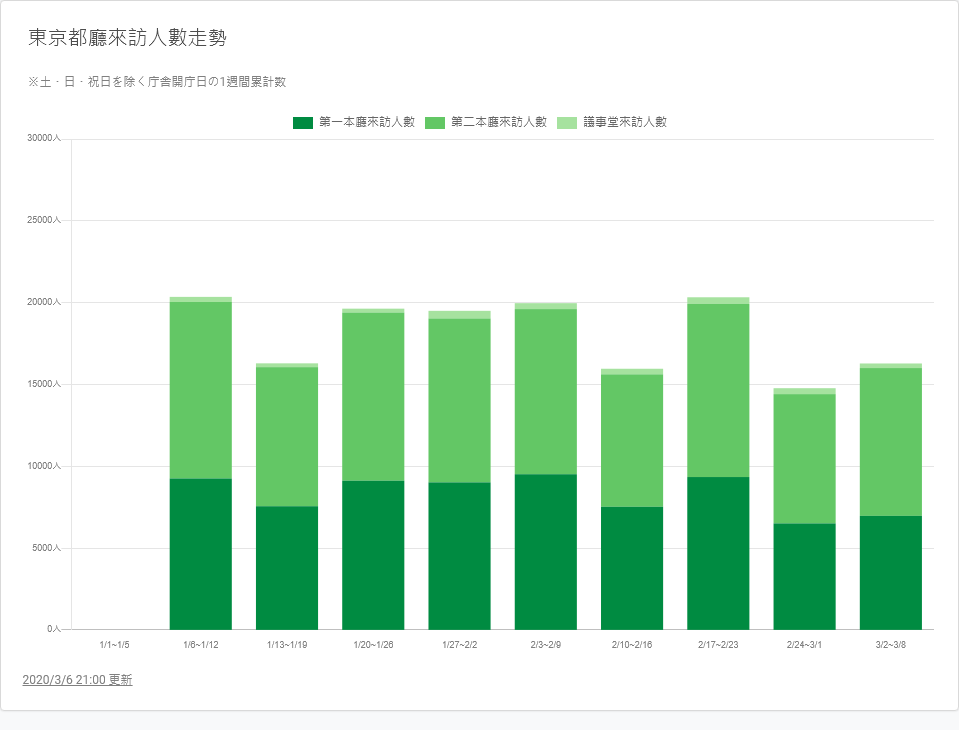 東京都廳來訪人數走勢
※土・日・祝日を除く庁舎開庁日の1週間累計数
第一本廳來訪人數 第二本廳來訪人數 議事堂來訪人數
30000人
25000人
20000人
15000人
10000人
5000人
0人
1/1~1/5 1/6~1/12 1/13~1/19 1/20~1/26 1/27~2/2 2/3~2/9 2/10~2/16 2/17~2/23 2/24~3/1 3/2~3/8
2020/3/6 21:00 更新